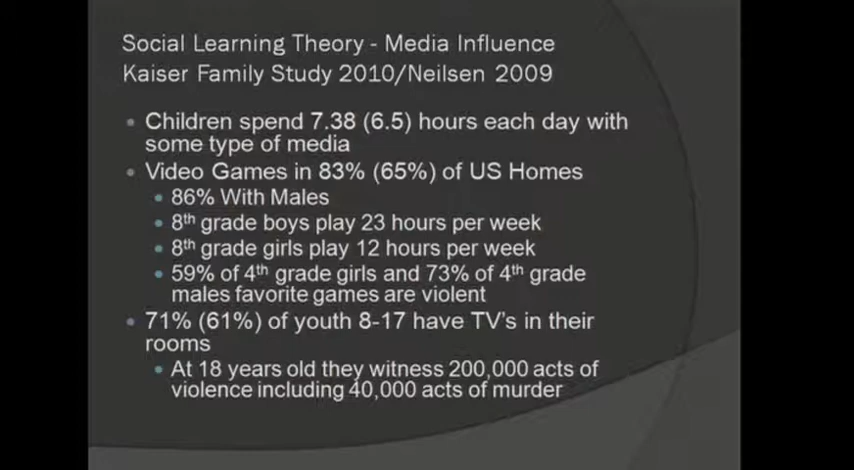 Social Learning Theory - Media Influence
Kaiser Family Study 2010/Neilsen 2009
• Children spend 7.38 (6.5) hours each day with
some type of media
• Video Games in 83% (65%) of US Homes
• 86% With Males
• 8th grade boys play 23 hours per week
• 8th grade girls play 12 hours per week
• 59% of 4th grade girls and 73% of 4th grade
males favorite games are violent
• 71% (61%) of youth 8-17 have TV's in their
rooms
• At 18 years old they witness 200,000 acts of
violence including 40,000 acts of murder